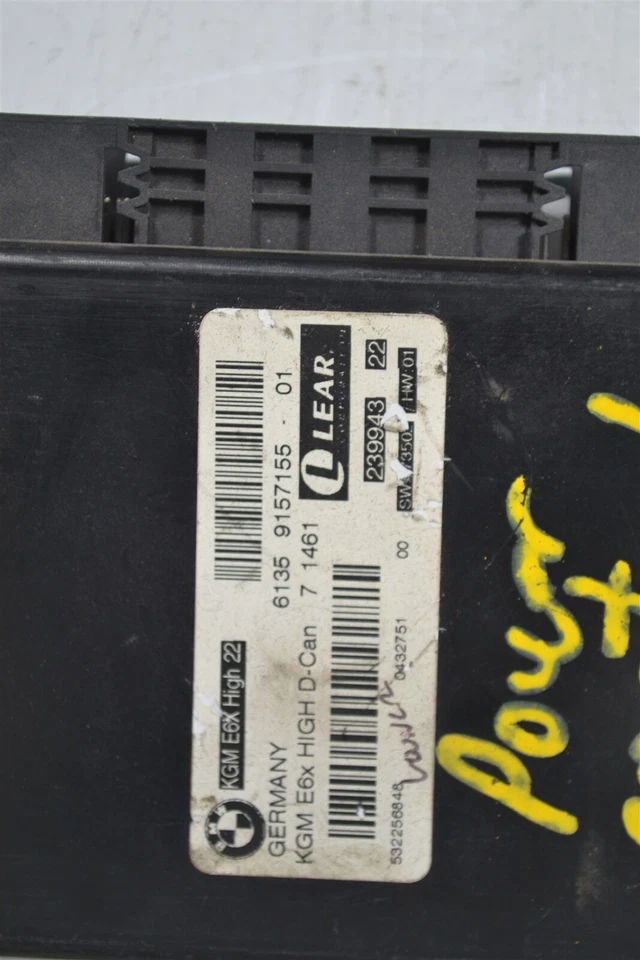 KGM E6X High 22
GERMANY
6135 9157155 - 01
KGM E6x HIGH D-Can 7 1461
LEAR.
CORPORATION
239943 22
HW:01
532256848 0432751 00
Power
+